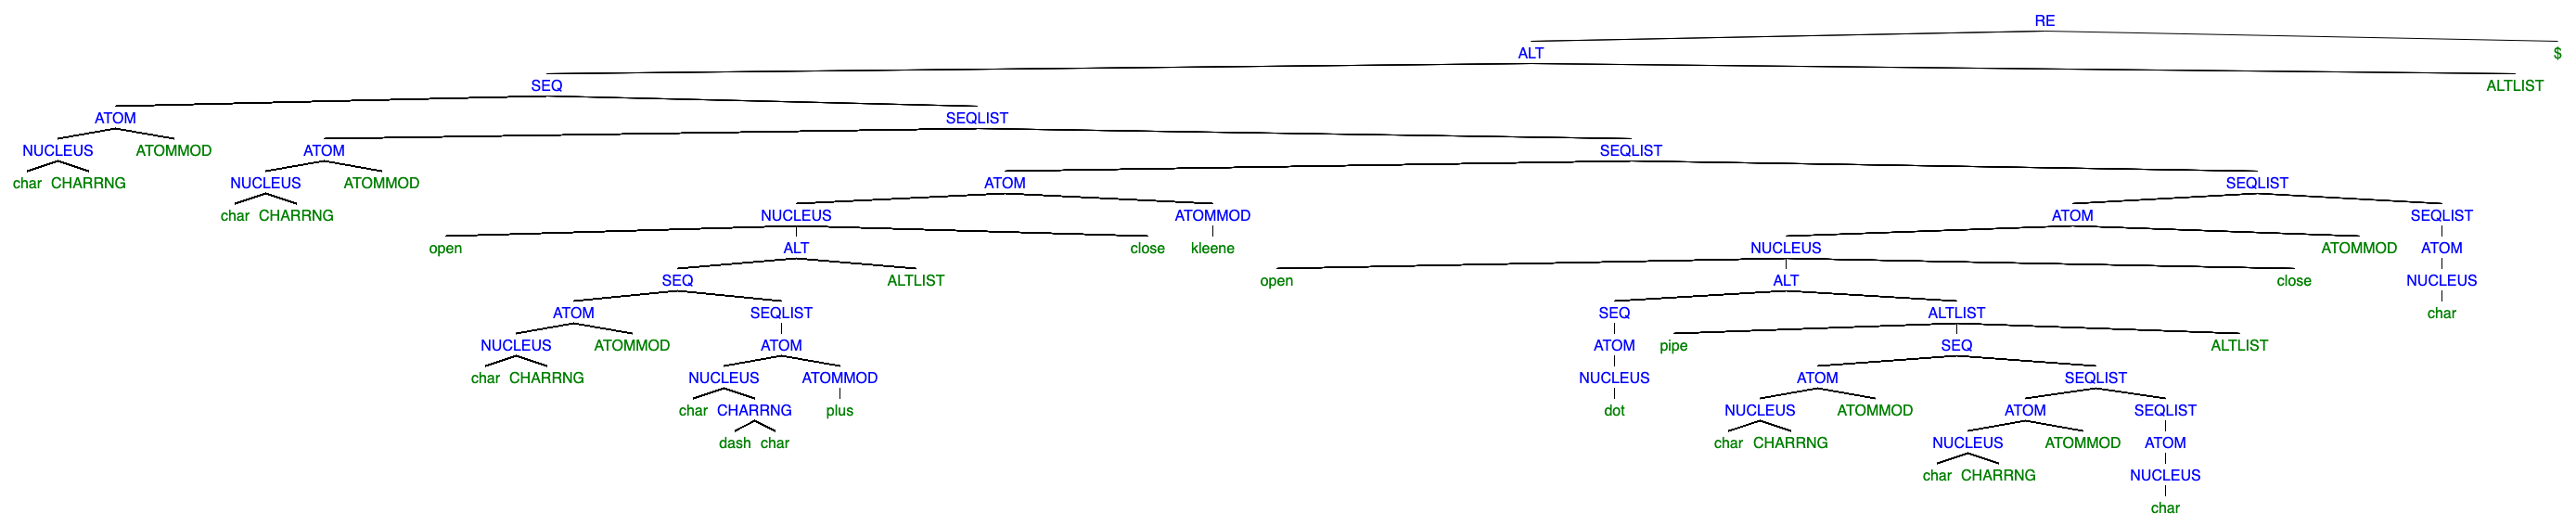 RE
ALT $
SEQ ALTLIST
ATOM SEQLIST
NUCLEUS ATOMMOD ATOM SEQLIST
char CHARRNG NUCLEUS ATOMMOD ATOM SEQLIST
char CHARRNG NUCLEUS ATOMMOD ATOM SEQLIST
open ALT close kleene NUCLEUS ATOMMOD ATOM
SEQ ALTLIST open ALT close NUCLEUS
ATOM SEQLIST SEQ ALTLIST char
NUCLEUS ATOMMOD ATOM ATOM pipe SEQ ALTLIST
char CHARRNG NUCLEUS ATOMMOD NUCLEUS ATOM SEQLIST
char CHARRNG plus dot NUCLEUS ATOMMOD ATOM SEQLIST
dash char char CHARRNG NUCLEUS ATOMMOD ATOM
char CHARRNG NUCLEUS
char